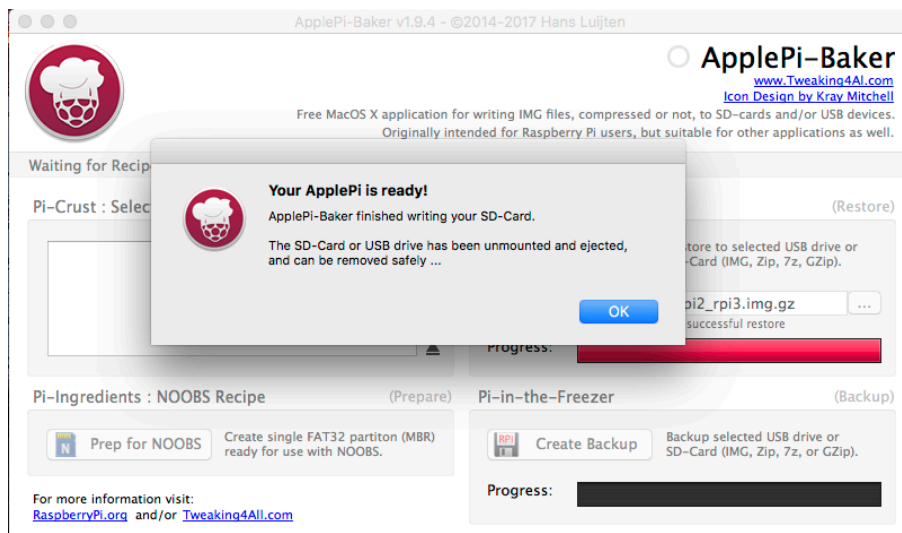 ApplePi-Baker v1.9.4 - ©2014-2017 Hans Luijten
ApplePi-Baker
www.Tweaking4Al.com
Icon Design by Kray Mitchell
Free MacOS X application for writing IMG files, compressed or not, to SD-cards and/or USB devices.
Originally intended for Raspberry Pi users, but suitable for other applications as well.
Waiting for Recip
Pi-Crust : Selec
(Restore)
Your ApplePi is ready!
ApplePi-Baker finished writing your SD-Card.
The SD-Card or USB drive has been unmounted and ejected,
and can be removed safely ...
OK
store to selected USB drive or
-Card (IMG, Zip, 7z, GZip).
pi2_rpi3.img.gz
...
successful restore
Progress:
Pi-Ingredients : NOOBS Recipe
(Prepare)
N
Prep for NOOBS
Create single FAT32 partiton (MBR)
ready for use with NOOBS.
Pi-in-the-Freezer
(Backup)
RPI
Create Backup
Backup selected USB drive or
SD-Card (IMG, Zip, 7z, or GZip).
Progress:
For more information visit:
RaspberryPi.org and/or Tweaking4All.com